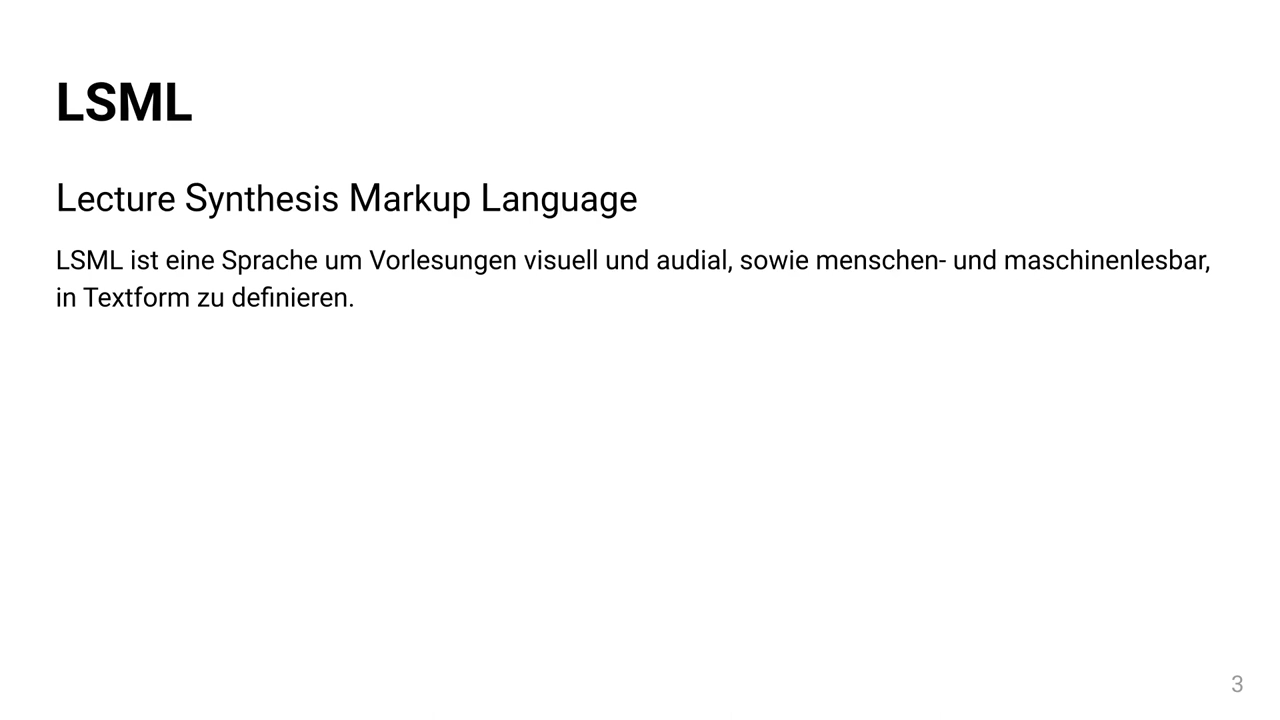 LSML
Lecture Synthesis Markup Language
LSML ist eine Sprache um Vorlesungen visuell und audial, sowie menschen- und maschinenlesbar,
in Textform zu definieren.
3